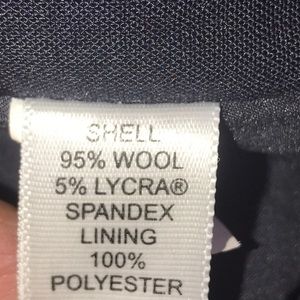 SHELL
95% WOOL
5% LYCRA®
SPANDEX
LINING
100%
POLYESTER